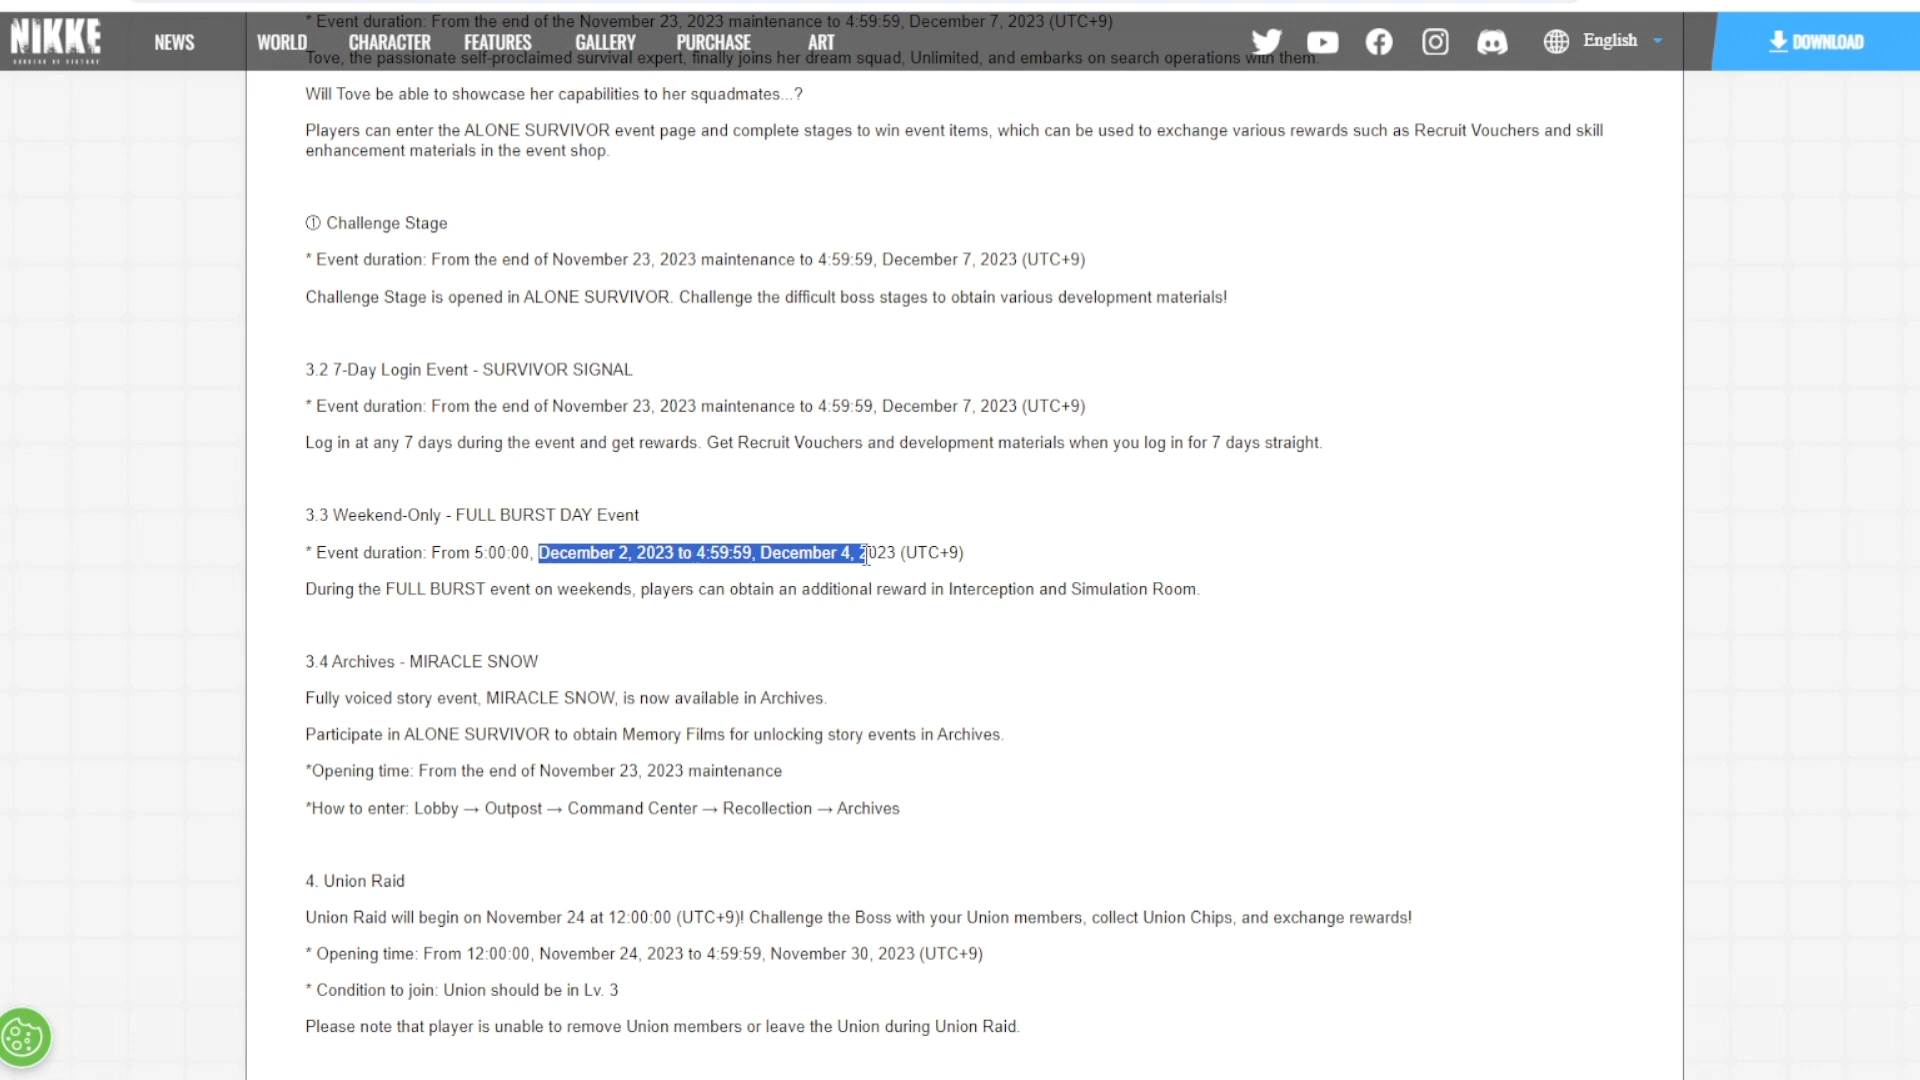 * Event duration: From the end of the November 23, 2023 maintenance to 4:59:59, December 7, 2023 (UTC+9)
NIKKE
NEWS
WORLD
CHARACTER
FEATURES
GALLERY
PURCHASE
ART
English
DOWNLOAD
Tove, the passionate self-proclaimed survival expert, finally joins her dream squad, Unlimited, and embarks on search operations with them.
Will Tove be able to showcase her capabilities to her squadmates...?
Players can enter the ALONE SURVIVOR event page and complete stages to win event items, which can be used to exchange various rewards such as Recruit Vouchers and skill
enhancement materials in the event shop.
① Challenge Stage
* Event duration: From the end of November 23, 2023 maintenance to 4:59:59, December 7, 2023 (UTC+9)
Challenge Stage is opened in ALONE SURVIVOR. Challenge the difficult boss stages to obtain various development materials!
3.2 7-Day Login Event - SURVIVOR SIGNAL
* Event duration: From the end of November 23, 2023 maintenance to 4:59:59, December 7, 2023 (UTC+9)
Log in at any 7 days during the event and get rewards. Get Recruit Vouchers and development materials when you log in for 7 days straight.
3.3 Weekend-Only - FULL BURST DAY Event
* Event duration: From 5:00:00, December 2, 2023 to 4:59:59, December 4, 2023 (UTC+9)
During the FULL BURST event on weekends, players can obtain an additional reward in Interception and Simulation Room.
3.4 Archives - MIRACLE SNOW
Fully voiced story event, MIRACLE SNOW, is now available in Archives.
Participate in ALONE SURVIVOR to obtain Memory Films for unlocking story events in Archives.
*Opening time: From the end of November 23, 2023 maintenance
*How to enter: Lobby → Outpost → Command Center → Recollection → Archives
4. Union Raid
Union Raid will begin on November 24 at 12:00:00 (UTC+9)! Challenge the Boss with your Union members, collect Union Chips, and exchange rewards!
* Opening time: From 12:00:00, November 24, 2023 to 4:59:59, November 30, 2023 (UTC+9)
* Condition to join: Union should be in Lv. 3
Please note that player is unable to remove Union members or leave the Union during Union Raid.